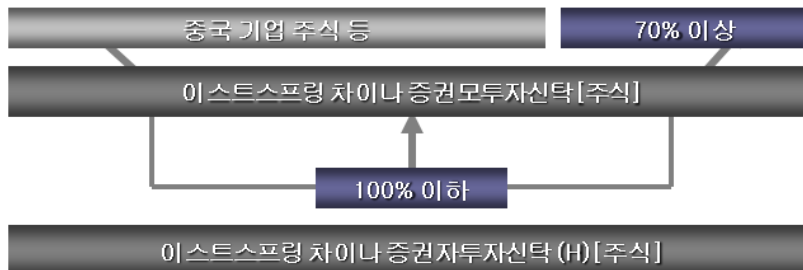 중국 기업 주식 등
70% 이상
이스트스프링 차이나 증권모투자신탁[주식]
100% 이하
이스트스프링 차이나 증권자투자신탁(H)[주식]